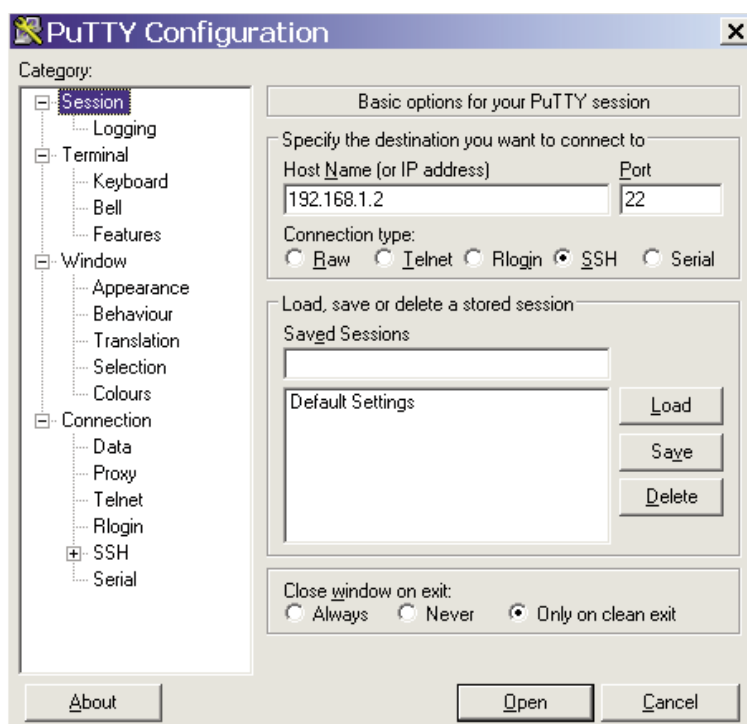 PuTTY Configuration
Category:
Session
Logging
Terminal
Keyboard
Bell
Features
Window
Appearance
Behaviour
Translation
Selection
Colours
Connection
Data
Proxy
Telnet
Rlogin
SSH
Serial
Basic options for your PuTTY session
Specify the destination you want to connect to
Host Name (or IP address) Port
192.168.1.2 22
Connection type:
Raw Telnet Rlogin SSH Serial
Load, save or delete a stored session
Saved Sessions
Default Settings
Load
Save
Delete
Close window on exit:
Always Never Only on clean exit
About Open Cancel